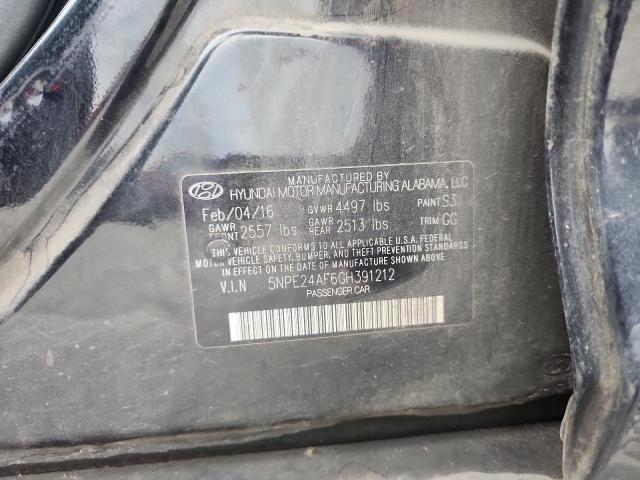 MANUFACTURED BY
HYUNDAI MOTOR MANUFACTURING ALABAMA, LLC
Feb/04/16 GVWR 4497 lbs PAINT S3
GAWR FRONT 2557 lbs GAWR REAR 2513 lbs TRIM GG
THIS VEHICLE CONFORMS TO ALL APPLICABLE U.S.A. FEDERAL
MOTOR VEHICLE SAFETY, BUMPER, AND THEFT PREVENTION STANDARDS
IN EFFECT ON THE DATE OF MANUFACTURE SHOWN ABOVE
V.I.N 5NPE24AF6GH391212
PASSENGER CAR